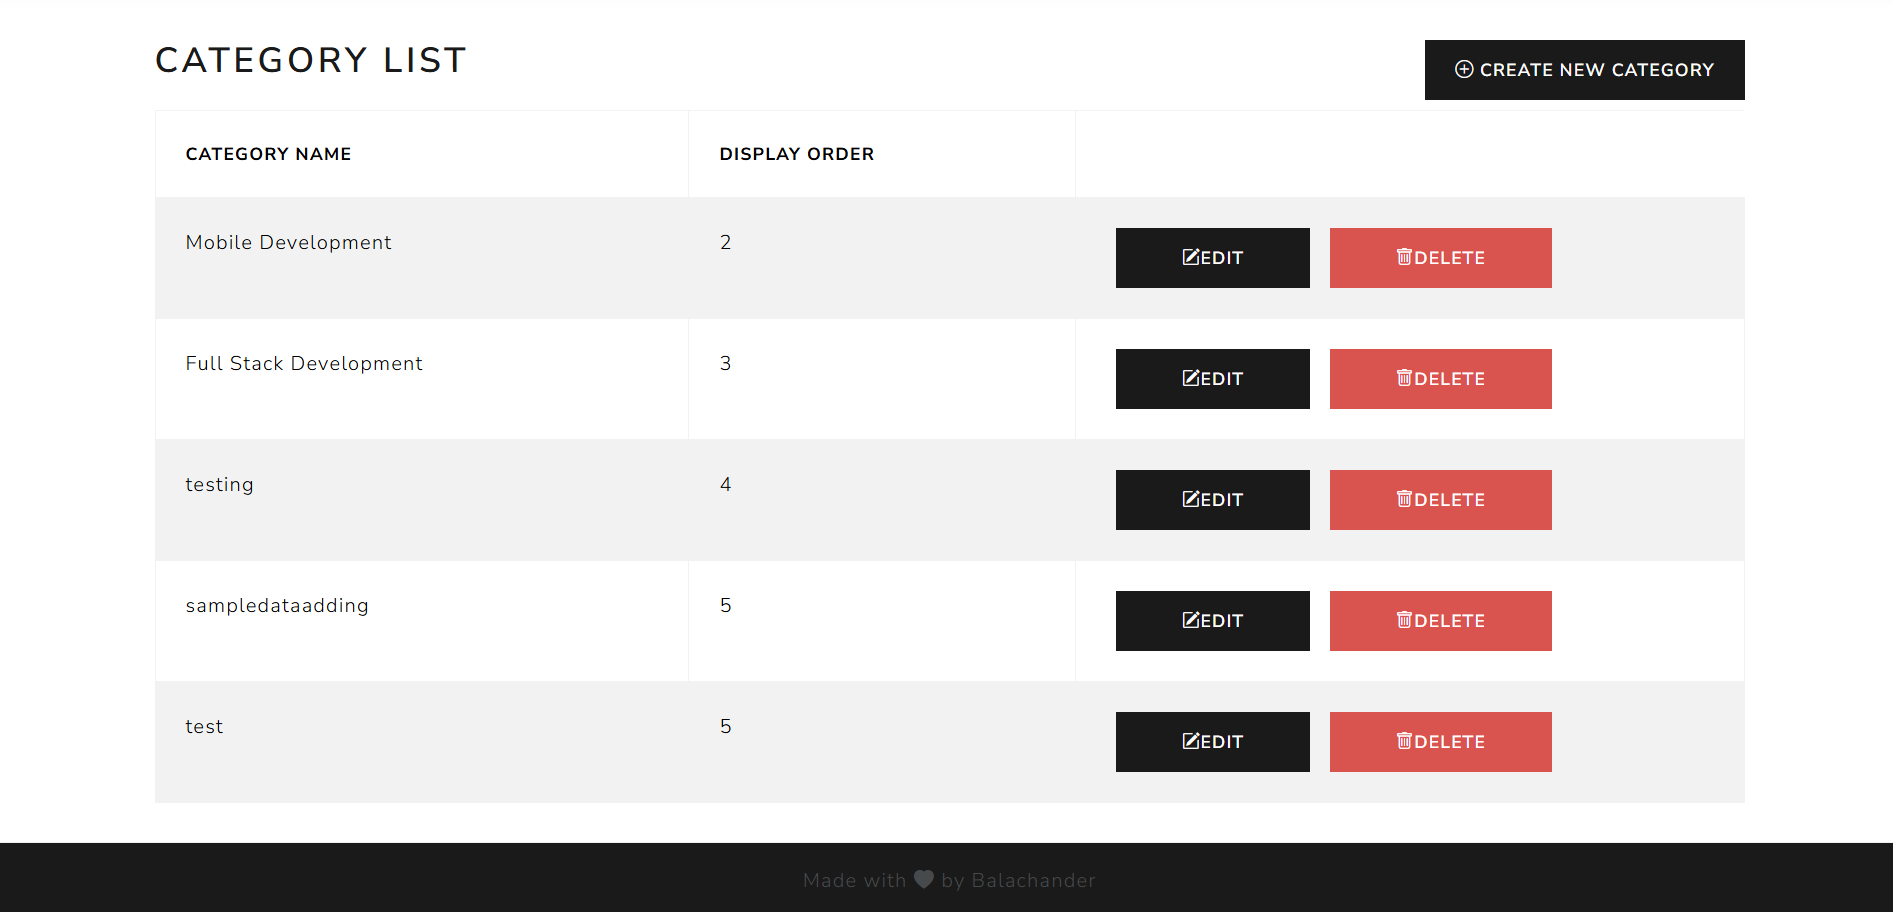 CATEGORY LIST
CREATE NEW CATEGORY
CATEGORY NAME DISPLAY ORDER
Mobile Development 2 EDIT DELETE
Full Stack Development 3 EDIT DELETE
testing 4 EDIT DELETE
sampledataadding 5 EDIT DELETE
test 5 EDIT DELETE
Made with by Balachander